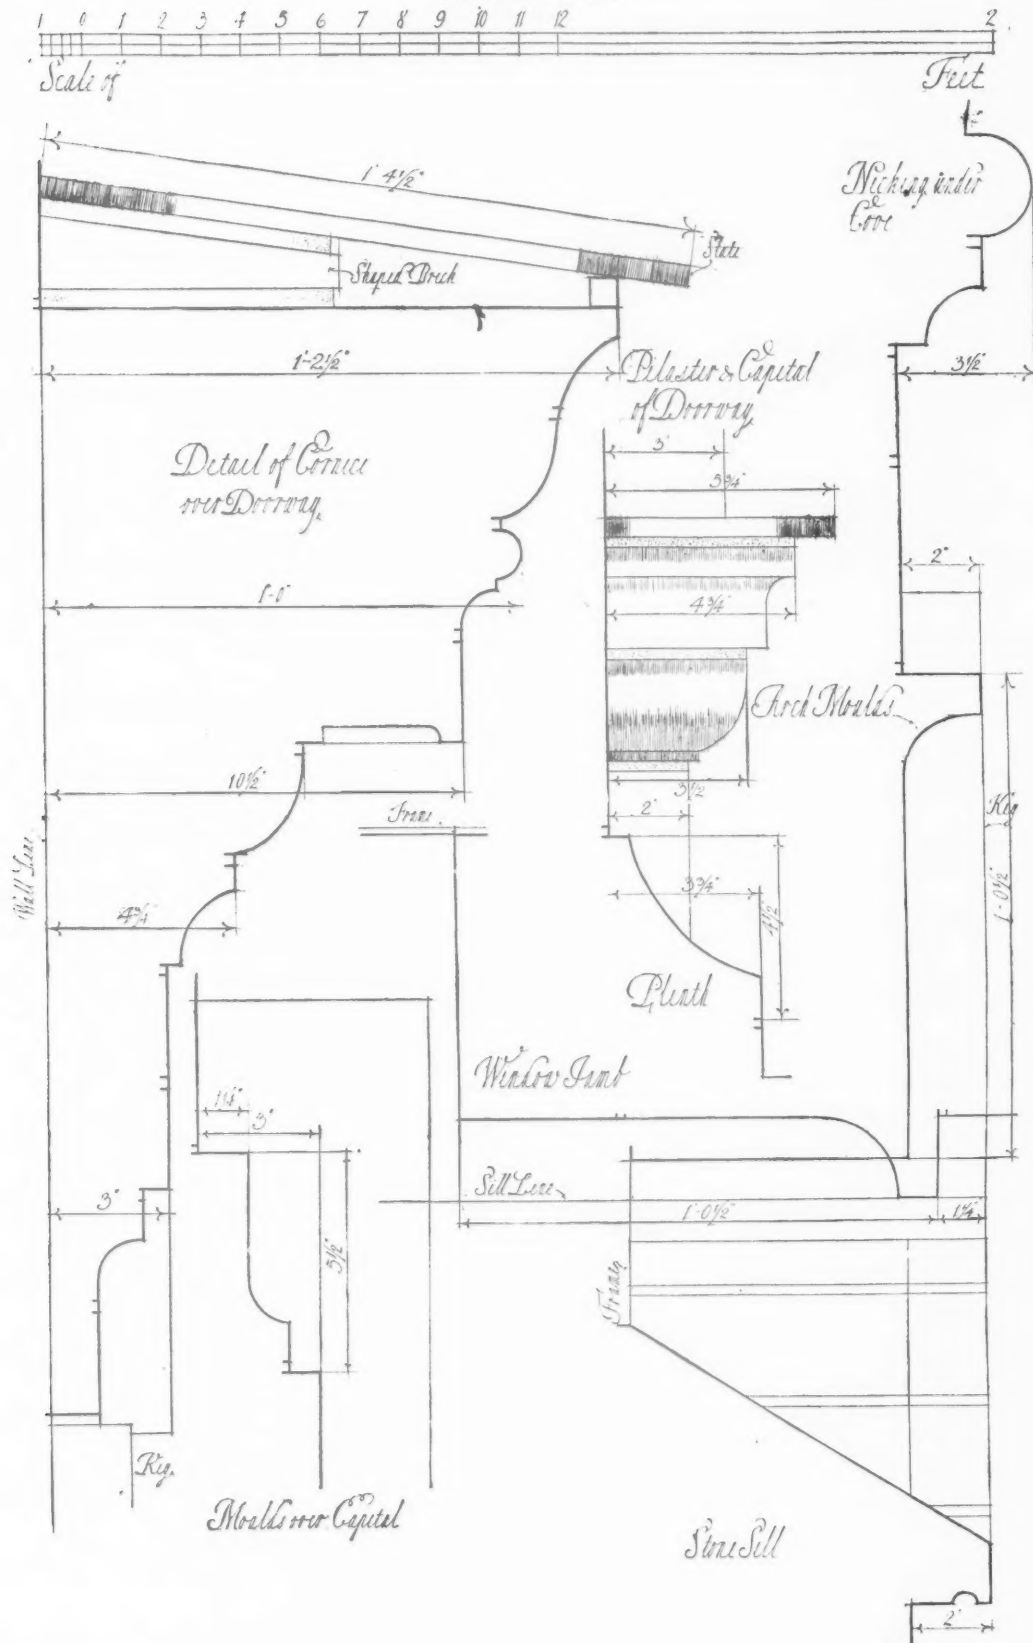 1 0 1 2 3 4 5 6 7 8 9 10 11 12 2
Scale of Feet
1'-4½"
Slate
Shaped Brick
Necking under
Cove
1'-2½"
3½"
Pilaster & Capital
of Doorway
Detail of Cornice
over Doorway
3"
5¾"
1'-0"
4¾"
2"
Arch Moulds
10½"
3½
2"
Key
1'-0½"
Frame
Wall Line
4¾"
3¾"
4½"
Plinth
Window Jamb
1¼"
3"
Sill Line
1'-0½"
1¼"
3"
5½"
Frame
Key
Moulds over Capital
Stone Sill
2"